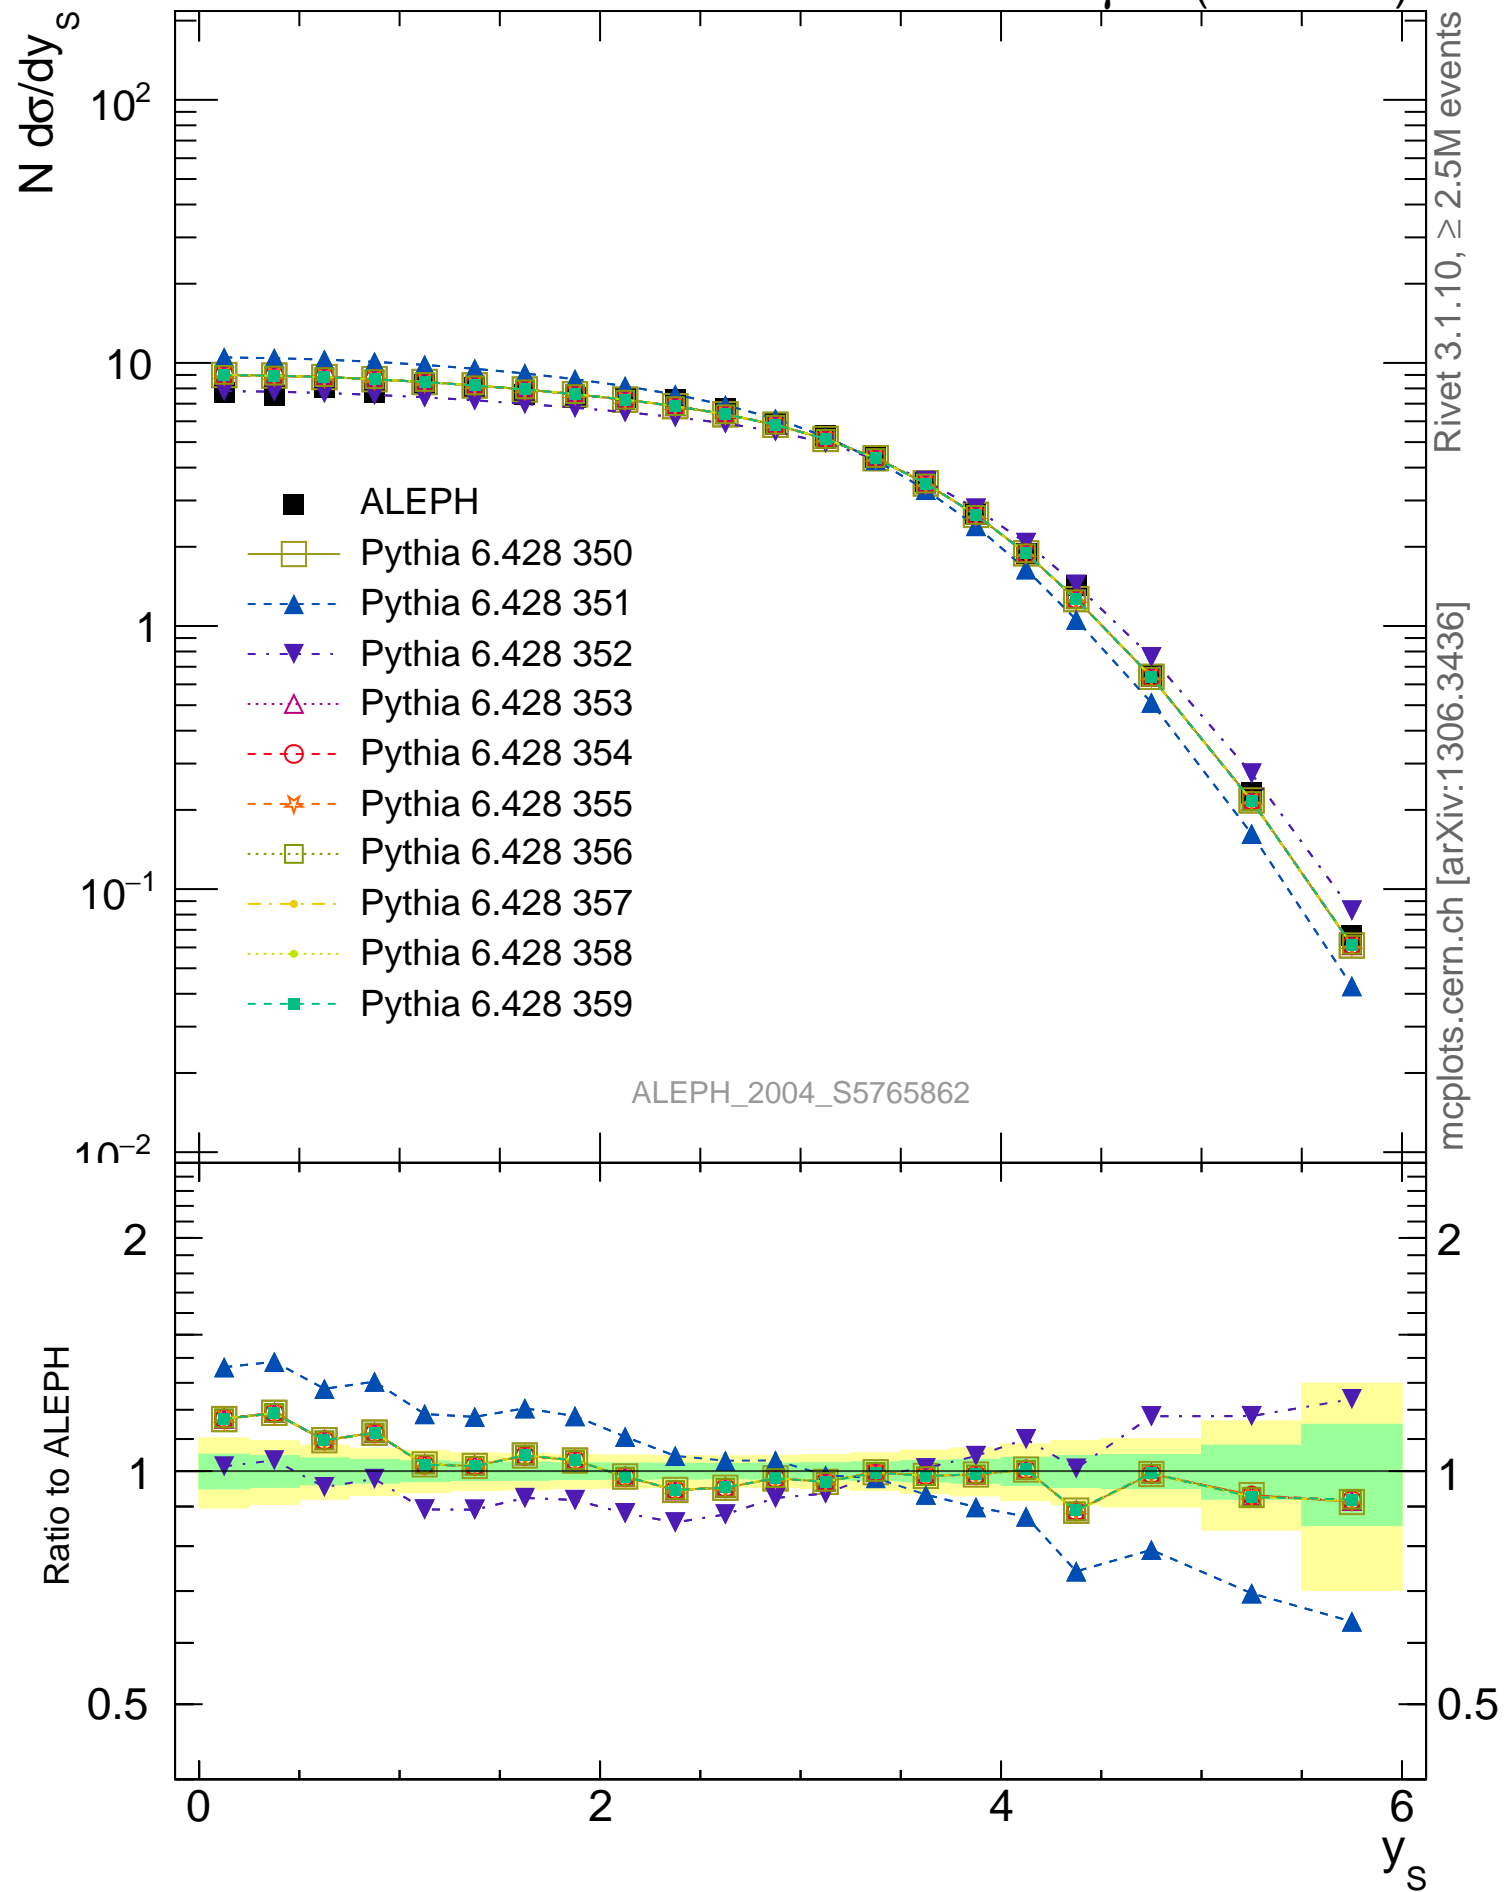 N dσ/dy_S
10²
10
1
10⁻¹
10⁻²
ALEPH
Pythia 6.428 350
Pythia 6.428 351
Pythia 6.428 352
Pythia 6.428 353
Pythia 6.428 354
Pythia 6.428 355
Pythia 6.428 356
Pythia 6.428 357
Pythia 6.428 358
Pythia 6.428 359
ALEPH_2004_S5765862
Rivet 3.1.10, ≥ 2.5M events
mcplots.cern.ch [arXiv:1306.3436]
Ratio to ALEPH
2
1
0.5
2
1
0.5
0
2
4
6
y_S